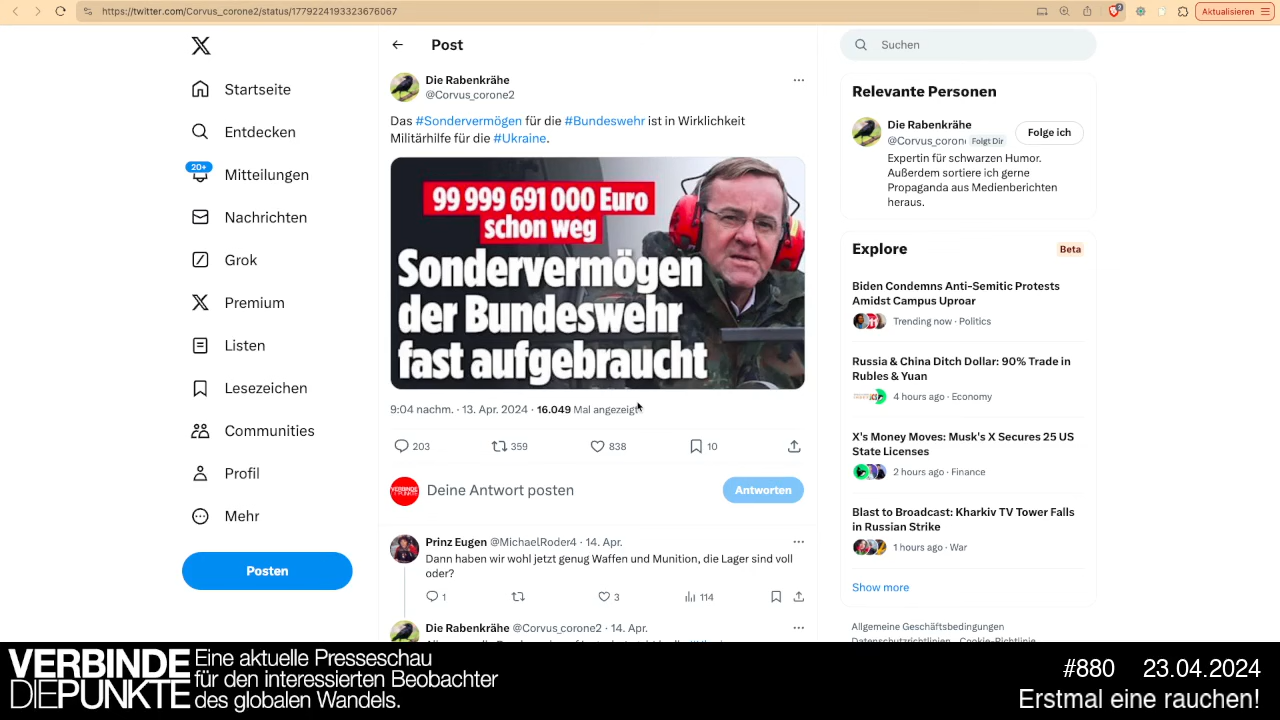 https://twitter.com/Corvus_corone2/status/1779224193323676067
Aktualisieren
Startseite
Entdecken
20+
Mitteilungen
Nachrichten
Grok
Premium
Listen
Lesezeichen
Communities
Profil
Mehr
Posten
Post
Die Rabenkrähe
@Corvus_corone2
Das #Sondervermögen für die #Bundeswehr ist in Wirklichkeit
Militärhilfe für die #Ukraine.
99 999 691 000 Euro
schon weg
Sondervermögen
der Bundeswehr
fast aufgebraucht
9:04 nachm. · 13. Apr. 2024 · 16.049 Mal angezeigt
203 359 838 10
Deine Antwort posten
Antworten
Prinz Eugen @MichaelRoder4 · 14. Apr.
Dann haben wir wohl jetzt genug Waffen und Munition, die Lager sind voll
oder?
1 3 114
Die Rabenkrähe @Corvus_corone2 · 14. Apr.
Suchen
Relevante Personen
Die Rabenkrähe
@Corvus_coron Folgt Dir
Folge ich
Expertin für schwarzen Humor.
Außerdem sortiere ich gerne
Propaganda aus Medienberichten
heraus.
Explore
Beta
Biden Condemns Anti-Semitic Protests
Amidst Campus Uproar
Trending now · Politics
Russia & China Ditch Dollar: 90% Trade in
Rubles & Yuan
4 hours ago · Economy
X's Money Moves: Musk's X Secures 25 US
State Licenses
2 hours ago · Finance
Blast to Broadcast: Kharkiv TV Tower Falls
in Russian Strike
1 hours ago · War
Show more
Allgemeine Geschäftsbedingungen
Datenschutzrichtlinien Cookie-Richtlinie
VERBINDE
DIEPUNKTE
Eine aktuelle Presseschau
für den interessierten Beobachter
des globalen Wandels.
#880 23.04.2024
Erstmal eine rauchen!